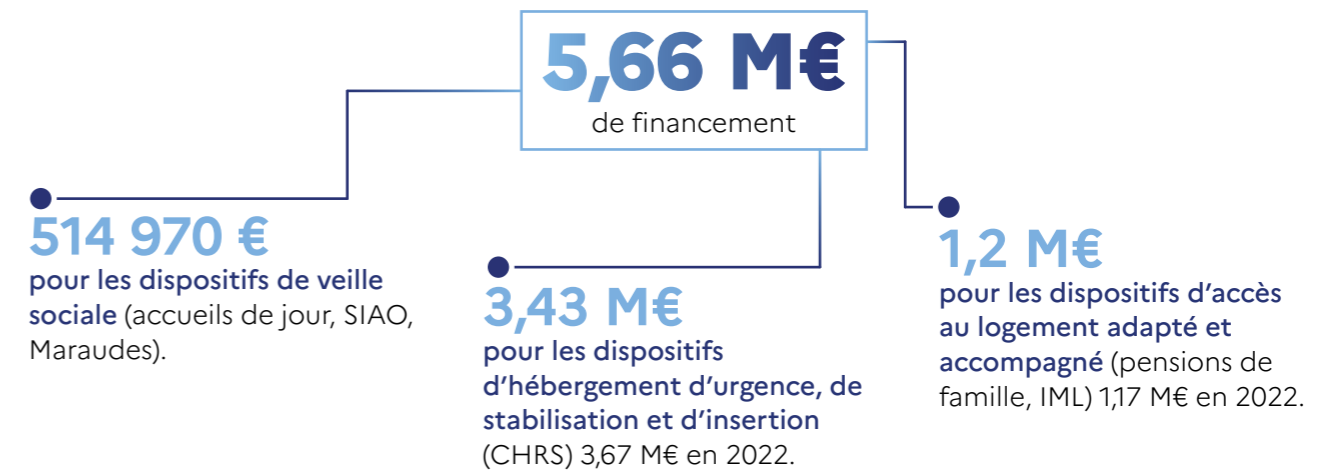 5,66 M€
de financement
514 970 €
pour les dispositifs de veille
sociale (accueils de jour, SIAO,
Maraudes).
3,43 M€
pour les dispositifs
d’hébergement d’urgence, de
stabilisation et d’insertion
(CHRS) 3,67 M€ en 2022.
1,2 M€
pour les dispositifs d’accès
au logement adapté et
accompagné (pensions de
famille, IML) 1,17 M€ en 2022.